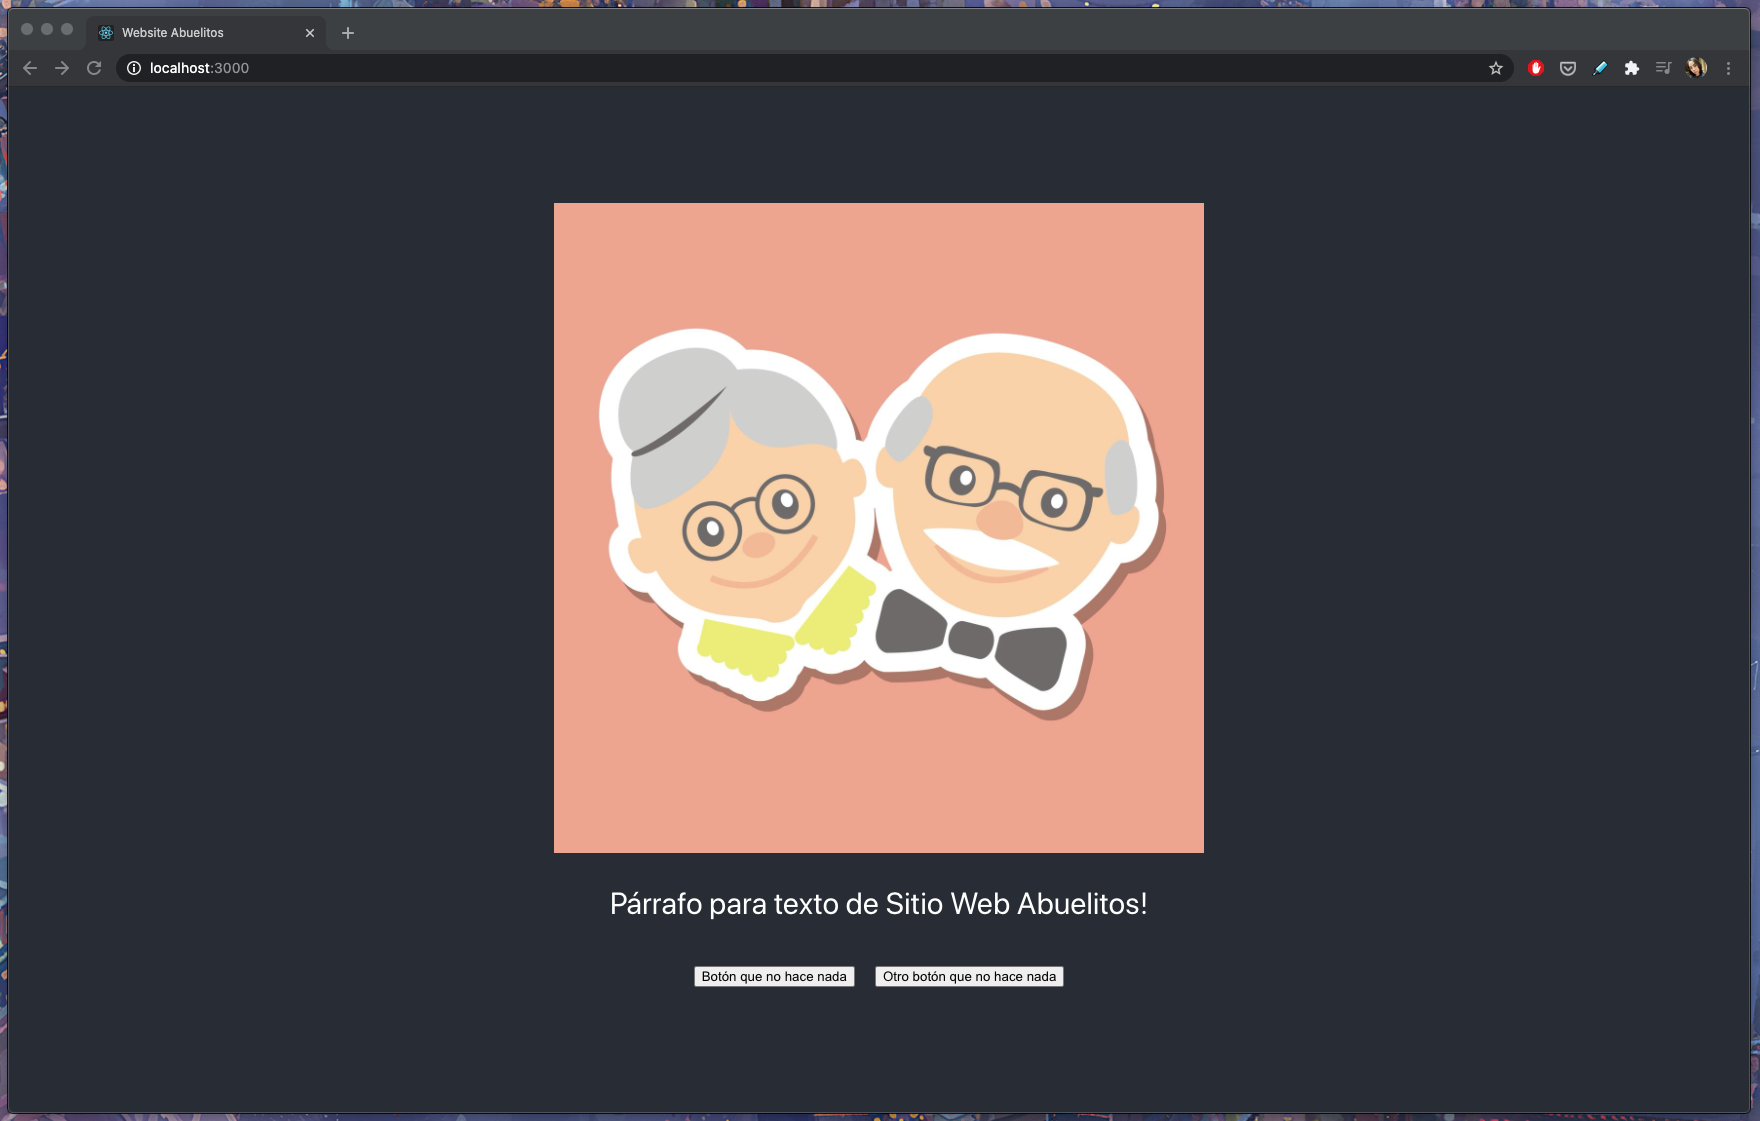 Website Abuelitos
localhost:3000
Párrafo para texto de Sitio Web Abuelitos!
Botón que no hace nada
Otro botón que no hace nada